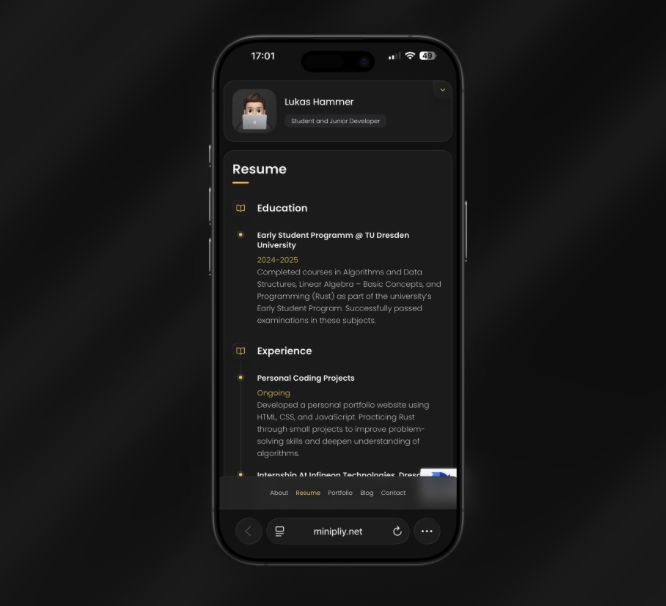 17:01
49
Lukas Hammer
Student and Junior Developer
Resume
Education
Early Student Programm @ TU Dresden
University
2024-2025
Completed courses in Algorithms and Data
Structures, Linear Algebra – Basic Concepts, and
Programming (Rust) as part of the university's
Early Student Program. Successfully passed
examinations in these subjects.
Experience
Personal Coding Projects
Ongoing
Developed a personal portfolio website using
HTML, CSS, and JavaScript. Practicing Rust
through small projects to improve problem-
solving skills and deepen understanding of
algorithms.
Internship At Infineon Technologies,
About Resume Portfolio Blog Contact
minipliy.net